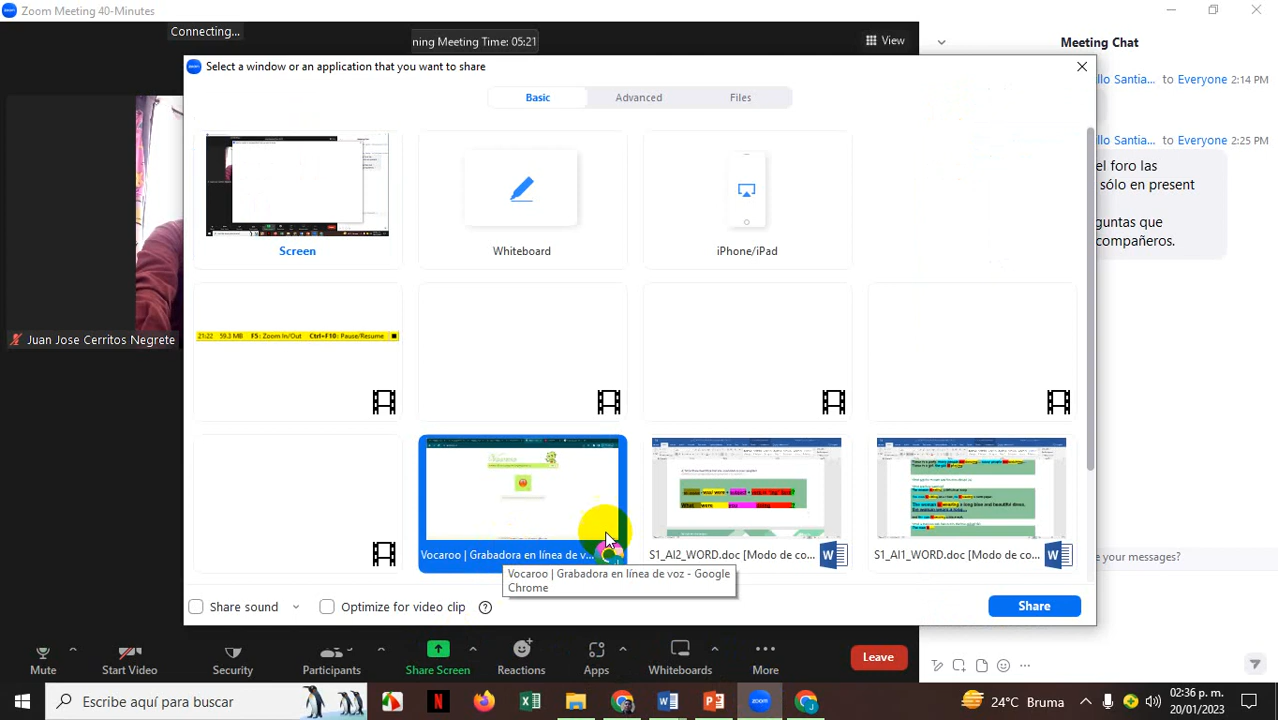 Zoom Meeting 40-Minutes
Connecting...
ning Meeting Time: 05:21
View
Meeting Chat
Select a window or an application that you want to share
llo Santia... to Everyone 2:14 PM
Basic
Advanced
Files
llo Santia... to Everyone 2:25 PM
el foro las
sólo en present
eguntas que
compañeros.
Screen
Whiteboard
iPhone/iPad
Juan Jose Cerritos Negrete
21:22 59.3 MB F5: Zoom In/Out Ctrl+F10: Pause/Resume
Vocaroo | Grabadora en línea de v...
S1_AI2_WORD.doc [Modo de co...
S1_AI1_WORD.doc [Modo de co...
e your messages?
Vocaroo | Grabadora en línea de voz - Google
Chrome
Share sound
Optimize for video clip
Share
Mute
Start Video
Security
Participants
Share Screen
Reactions
Apps
Whiteboards
More
Leave
Escribe aquí para buscar
24°C Bruma
02:36 p. m.
20/01/2023